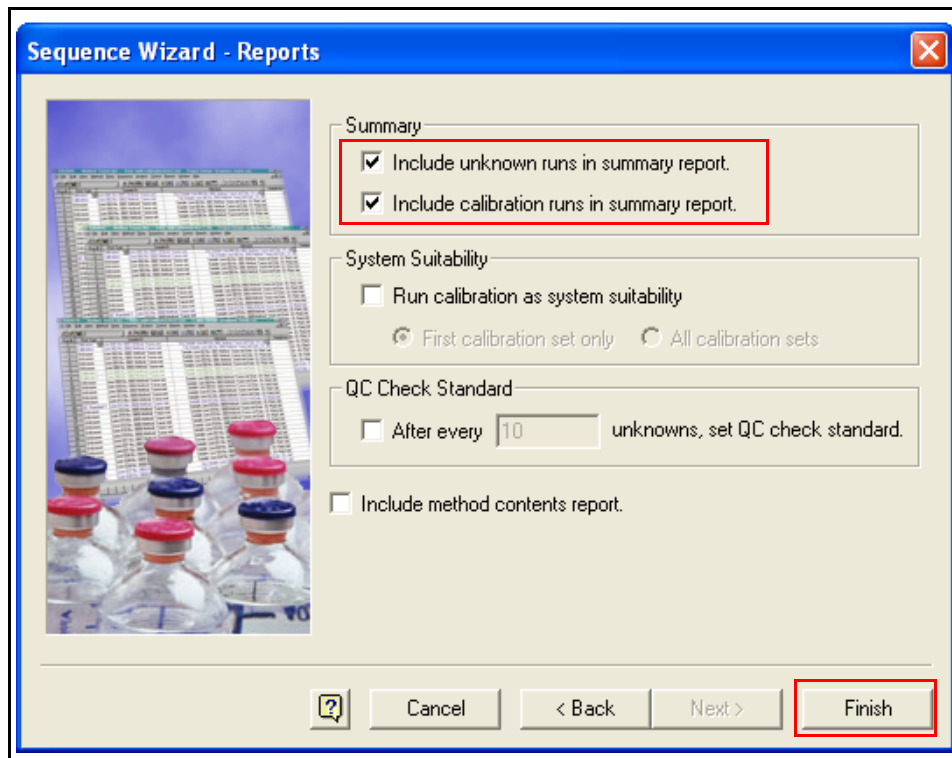 Sequence Wizard - Reports
Summary
Include unknown runs in summary report.
Include calibration runs in summary report.
System Suitability
Run calibration as system suitability
First calibration set only All calibration sets
QC Check Standard
After every 10 unknowns, set QC check standard.
Include method contents report.
? Cancel < Back Next > Finish